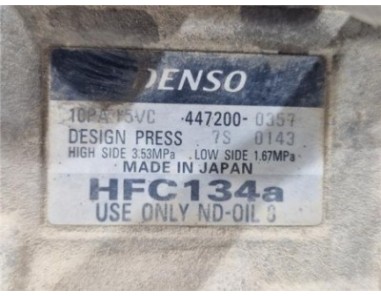 DENSO
10PA15VC 447200-0357
DESIGN PRESS 7S 0143
HIGH SIDE 3.53MPa LOW SIDE 1.67MPa
MADE IN JAPAN
HFC134a
USE ONLY ND-OIL 8